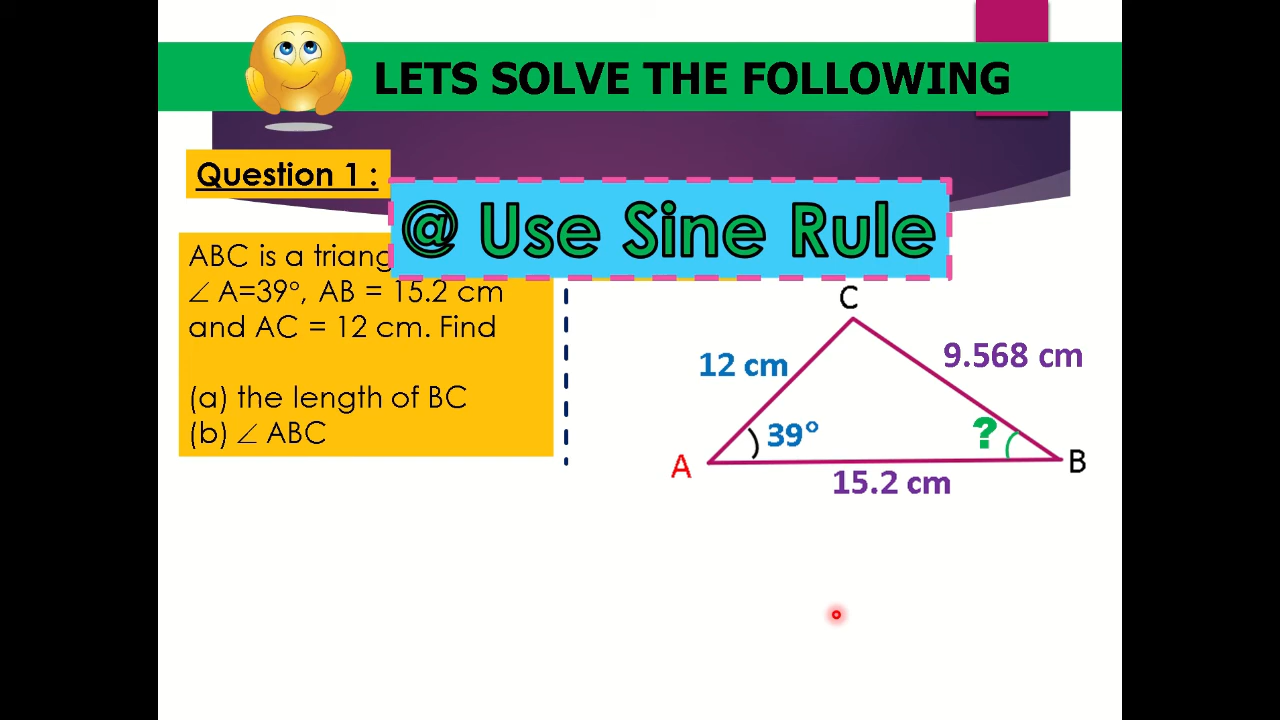 LETS SOLVE THE FOLLOWING
Question 1 :
@ Use Sine Rule
ABC is a triang
∠ A=39°, AB = 15.2 cm
and AC = 12 cm. Find
(a) the length of BC
(b) ∠ ABC
C
12 cm
9.568 cm
39°
?
A
B
15.2 cm